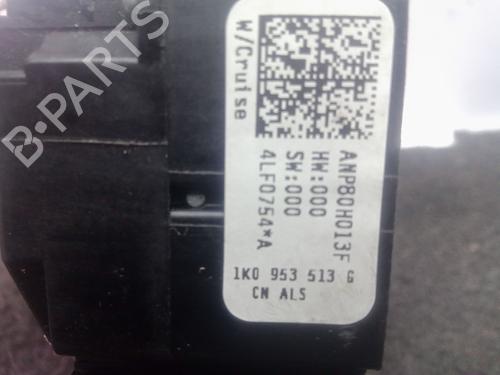 W/Cruise
ANP80H013F
HW:000
SW:000
4LF0754*A
1K0 953 513 G
CN ALS
B-PARTS